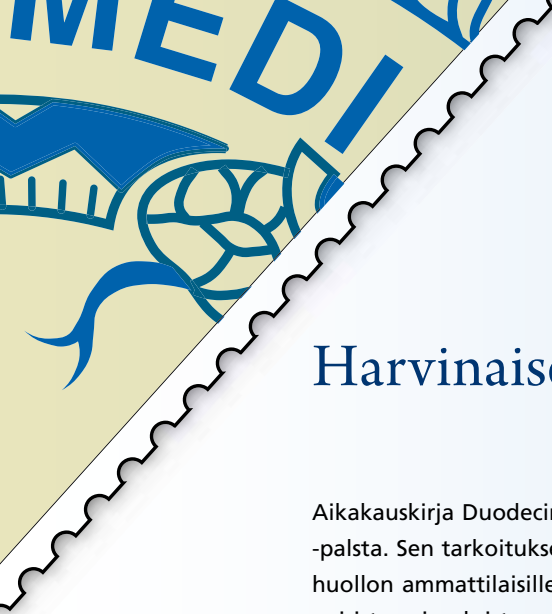 MEDI
Harvinaise
Aikakauskirja Duodecim
-palsta. Sen tarkoitukse
huollon ammattilaisille